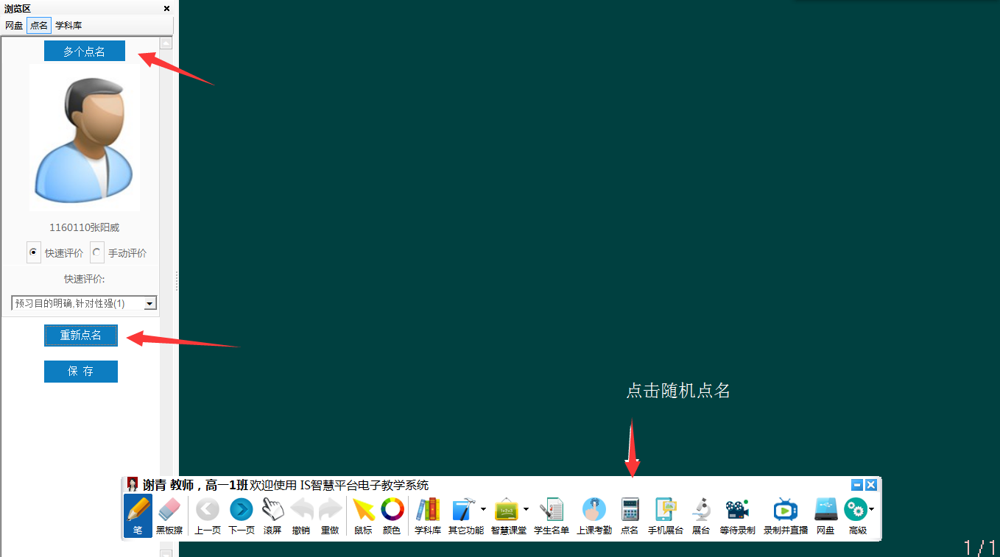 浏览区
网盘 点名 学科库
多个点名
1160110张阳威
快速评价 手动评价
快速评价:
预习目的明确,针对性强(1)
重新点名
保 存
点击随机点名
谢青 教师，高一1班欢迎使用 IS智慧平台电子教学系统
笔 黑板擦 上一页 下一页 滚屏 撤销 重做 鼠标 颜色 学科库 其它功能 智慧课堂 学生名单 上课考勤 点名 手机展台 展台 等待录制 录制并直播 网盘 高级
1/1